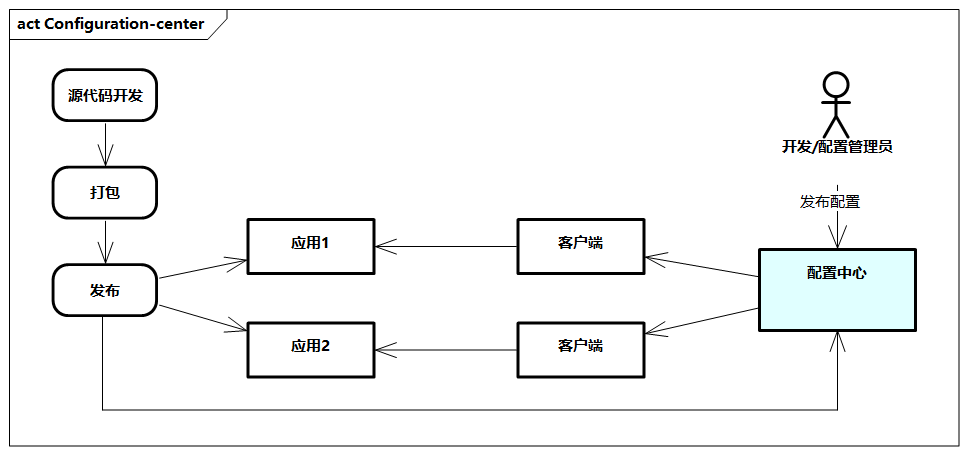 act Configuration-center
源代码开发
打包
发布
应用1
应用2
客户端
客户端
开发/配置管理员
发布配置
配置中心